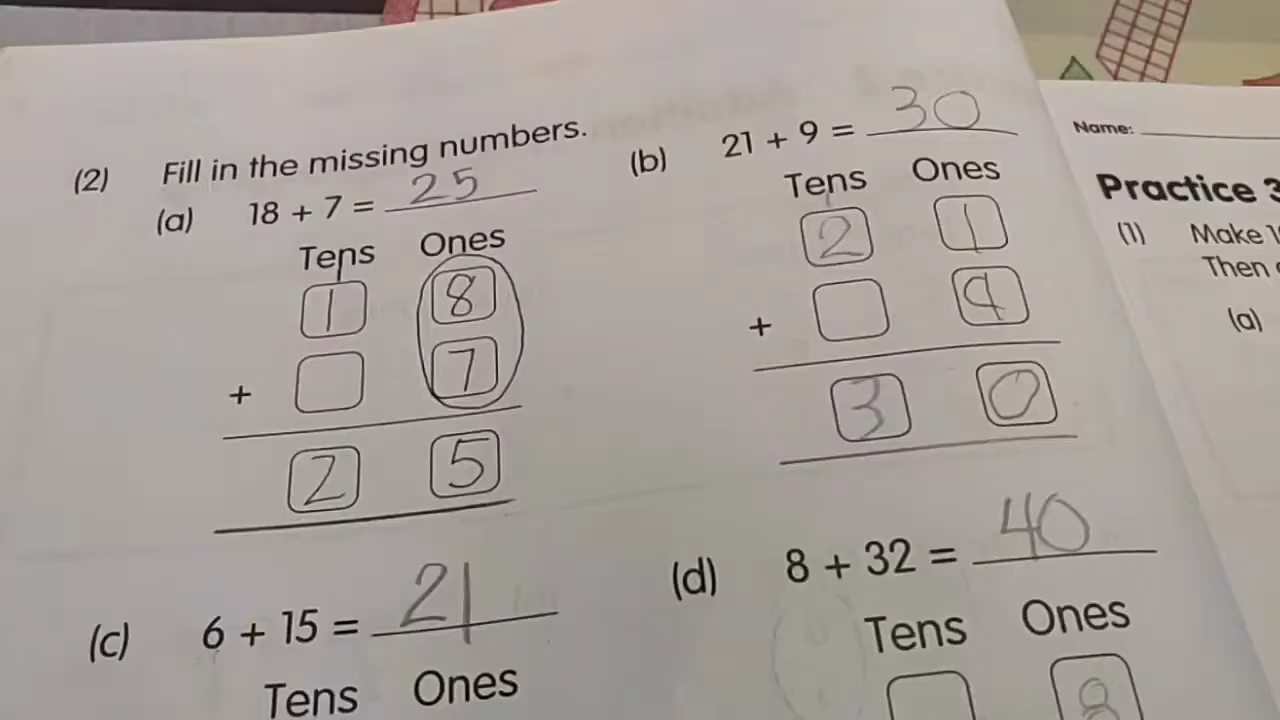 (2) Fill in the missing numbers.
(a) 18 + 7 = 25
Tens Ones
1 8
+ 7
2 5
(b) 21 + 9 = 30
Tens Ones
2 1
+ 9
3 0
(c) 6 + 15 = 21
Tens Ones
(d) 8 + 32 = 40
Tens Ones
8
Name:
Practice 3
(1) Make
Then
(a)